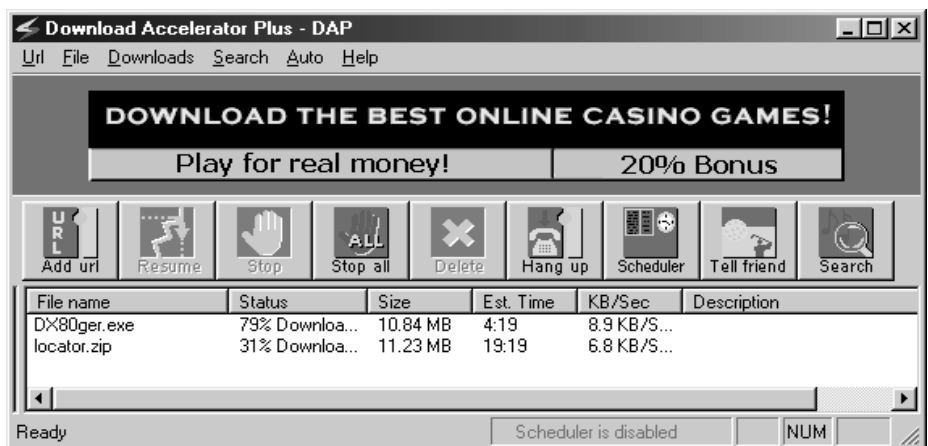 Download Accelerator Plus - DAP
Url File Downloads Search Auto Help
DOWNLOAD THE BEST ONLINE CASINO GAMES!
Play for real money! 20% Bonus
URL ALL
Add url Resume Stop Stop all Delete Hang up Scheduler Tell friend Search
File name Status Size Est. Time KB/Sec Description
DX80ger.exe 79% Downloa... 10.84 MB 4:19 8.9 KB/S...
locator.zip 31% Downloa... 11.23 MB 19:19 6.8 KB/S...
Ready Scheduler is disabled NUM